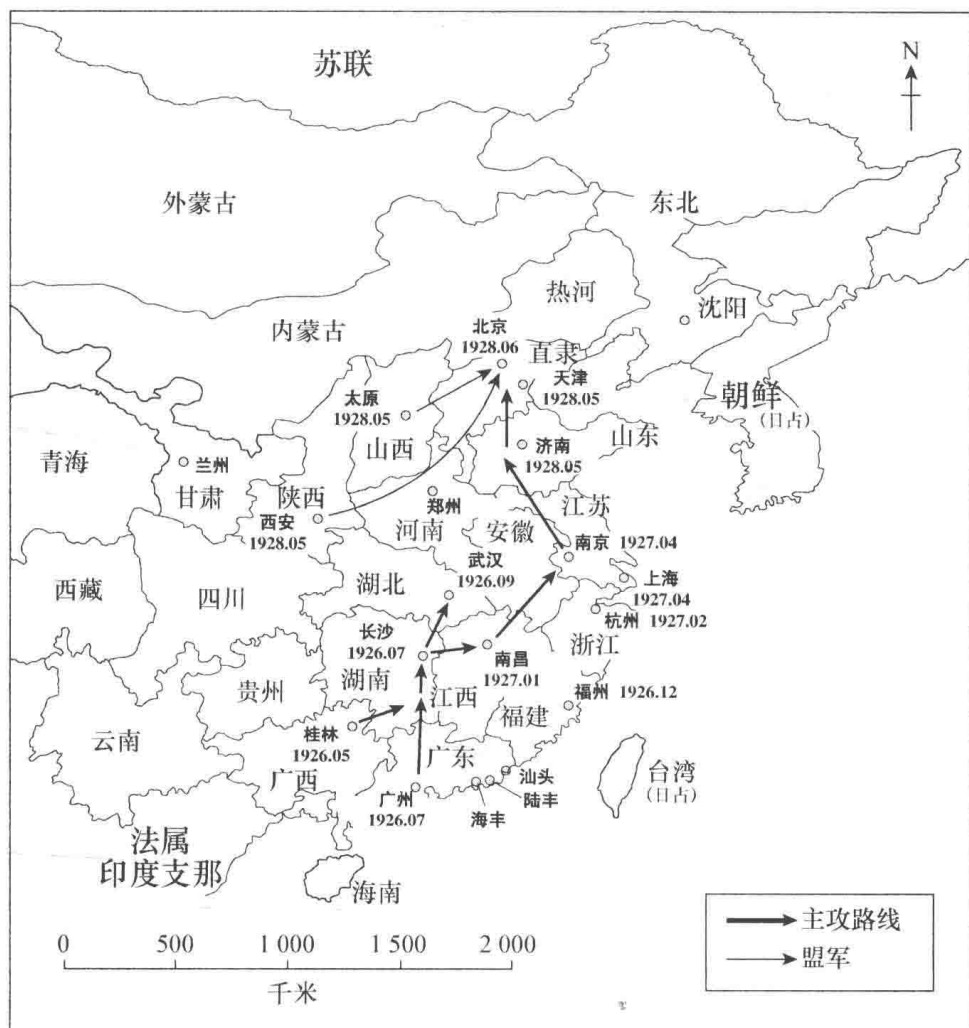 苏联
N
外蒙古
东北
热河
沈阳
内蒙古
北京
1928.06
直隶
天津
1928.05
太原
1928.05
朝鲜
(日占)
山西
山东
济南
1928.05
青海
兰州
甘肃
陕西
郑州
西安
1928.05
河南
安徽
江苏
南京 1927.04
武汉
1926.09
上海
1927.04
西藏
四川
湖北
杭州 1927.02
长沙
1926.07
浙江
南昌
1927.01
贵州
湖南
江西
福州 1926.12
福建
云南
桂林
1926.05
广东
广西
台湾
(日占)
汕头
陆丰
海丰
广州
1926.07
法属
印度支那
海南
主攻路线
盟军
0 500 1 000 1 500 2 000
千米